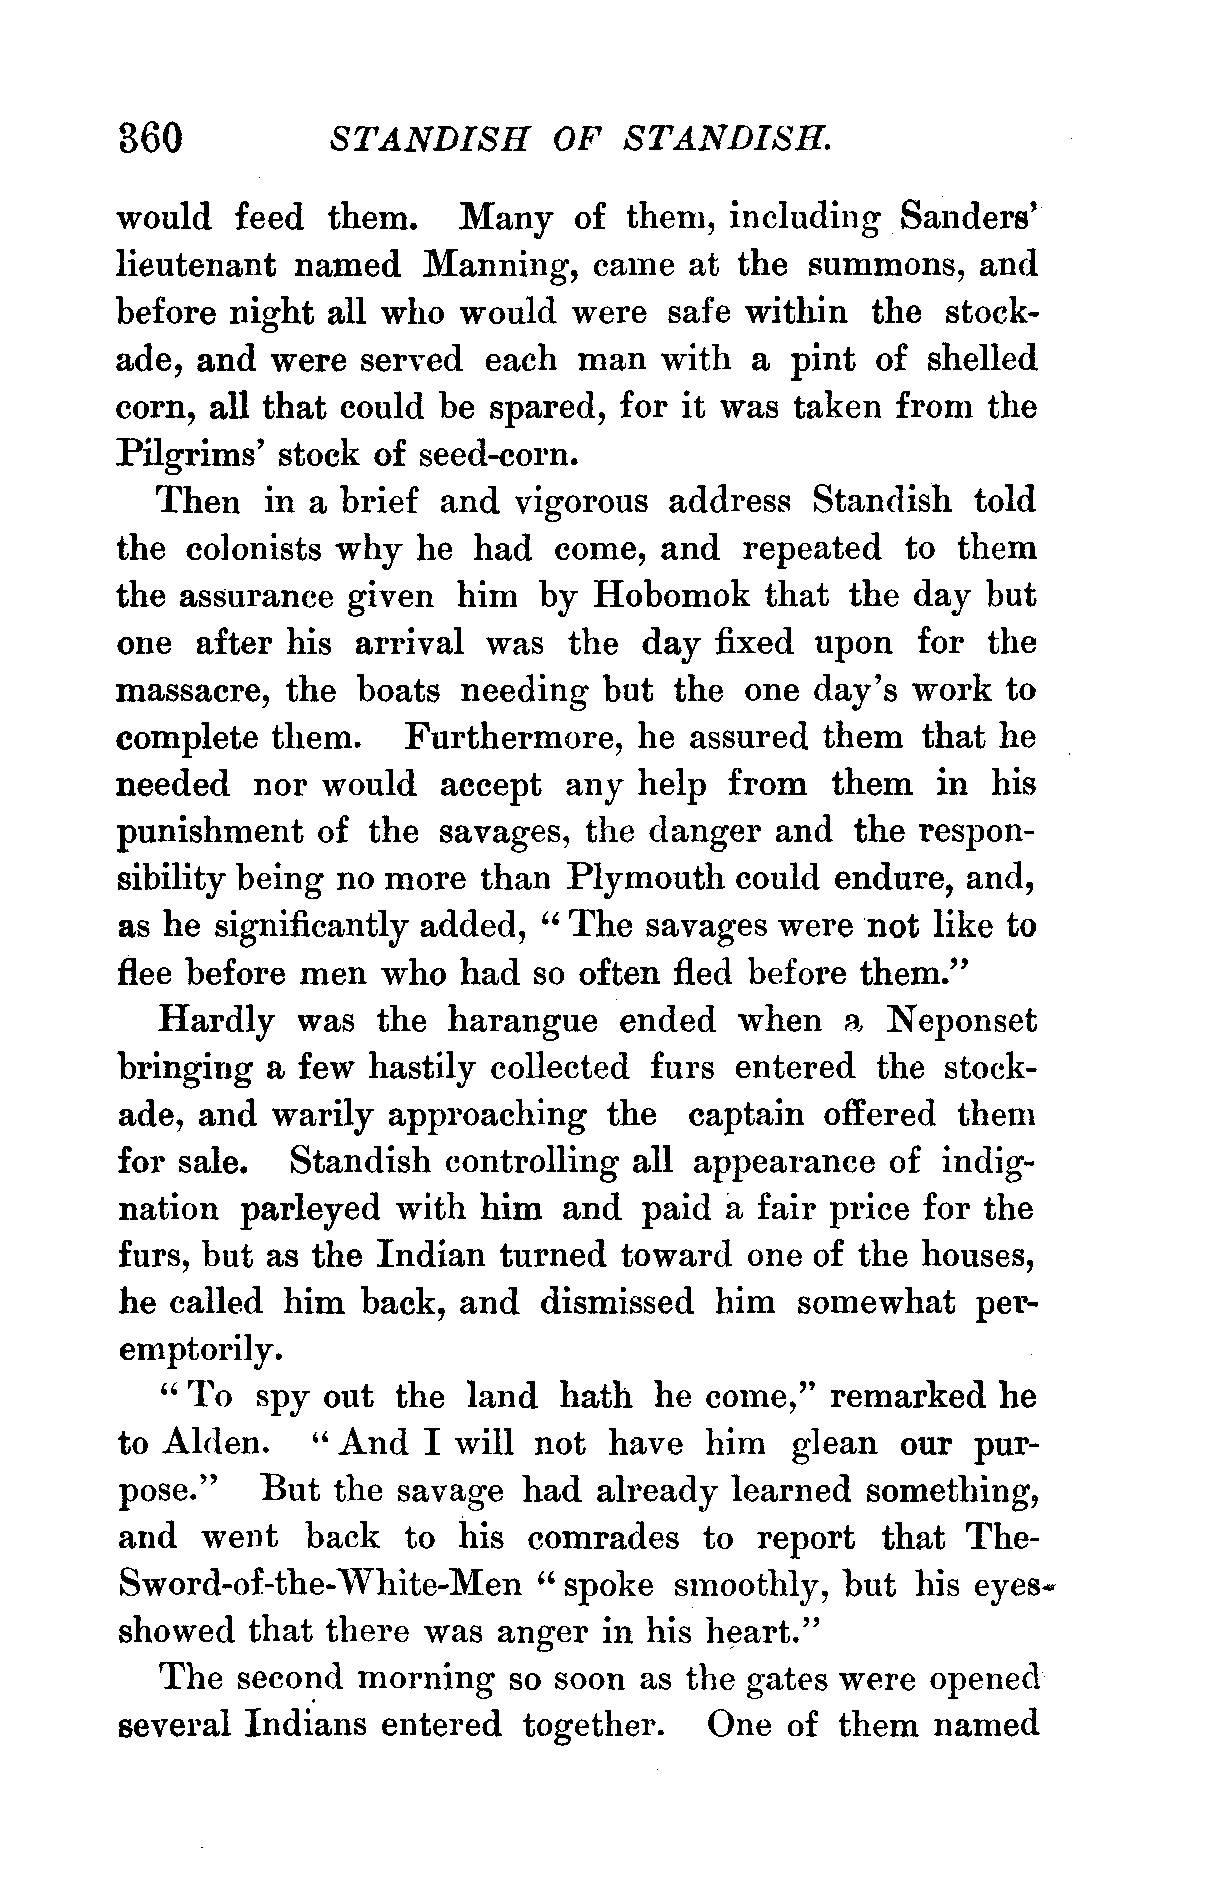 360 STANDISH OF STANDISH.
would feed them. Many of them, including Sanders'
lieutenant named Manning, came at the summons, and
before night all who would were safe within the stock-
ade, and were served each man with a pint of shelled
corn, all that could be spared, for it was taken from the
Pilgrims' stock of seed-corn.
Then in a brief and vigorous address Standish told
the colonists why he had come, and repeated to them
the assurance given him by Hobomok that the day but
one after his arrival was the day fixed upon for the
massacre, the boats needing but the one day's work to
complete them. Furthermore, he assured them that he
needed nor would accept any help from them in his
punishment of the savages, the danger and the respon-
sibility being no more than Plymouth could endure, and,
as he significantly added, "The savages were not like to
flee before men who had so often fled before them."
Hardly was the harangue ended when a Neponset
bringing a few hastily collected furs entered the stock-
ade, and warily approaching the captain offered them
for sale. Standish controlling all appearance of indig-
nation parleyed with him and paid a fair price for the
furs, but as the Indian turned toward one of the houses,
he called him back, and dismissed him somewhat per-
emptorily.
"To spy out the land hath he come," remarked he
to Alden. "And I will not have him glean our pur-
pose." But the savage had already learned something,
and went back to his comrades to report that The-
Sword-of-the-White-Men "spoke smoothly, but his eyes
showed that there was anger in his heart."
The second morning so soon as the gates were opened
several Indians entered together. One of them named